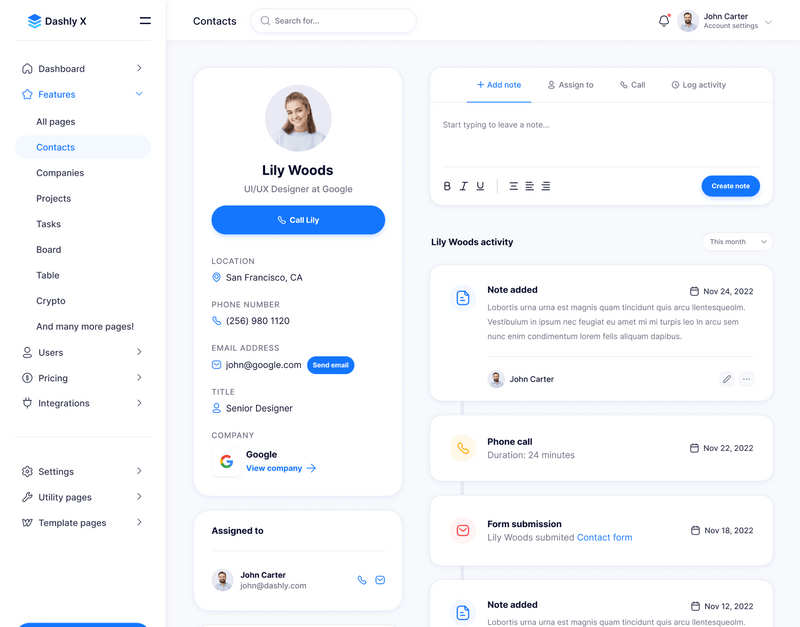 Dashly X
Contacts
Search for...
John Carter
Account settings
Dashboard
Features
All pages
Contacts
Companies
Projects
Tasks
Board
Table
Crypto
And many more pages!
Users
Pricing
Integrations
Settings
Utility pages
Template pages
Lily Woods
UI/UX Designer at Google
Call Lily
LOCATION
San Francisco, CA
PHONE NUMBER
(256) 980 1120
EMAIL ADDRESS
john@google.com
Send email
TITLE
Senior Designer
COMPANY
Google
View company
Assigned to
John Carter
john@dashly.com
Add note
Assign to
Call
Log activity
Start typing to leave a note...
B I U
Create note
Lily Woods activity
This month
Note added
Nov 24, 2022
Lobortis urna urna est magnis quam tincidunt quis arcu llentesqueolm.
Vestibulum in ipsum nec feugiat eu amet mi mi turpis leo In arcu sem
nunc enim condimentum lorem felis aliquam dapibus.
John Carter
Phone call
Duration: 24 minutes
Nov 22, 2022
Form submission
Lily Woods submited Contact form
Nov 18, 2022
Note added
Nov 12, 2022
Lobortis urna urna est magnis quam tincidunt quis arcu llentesqueolm.